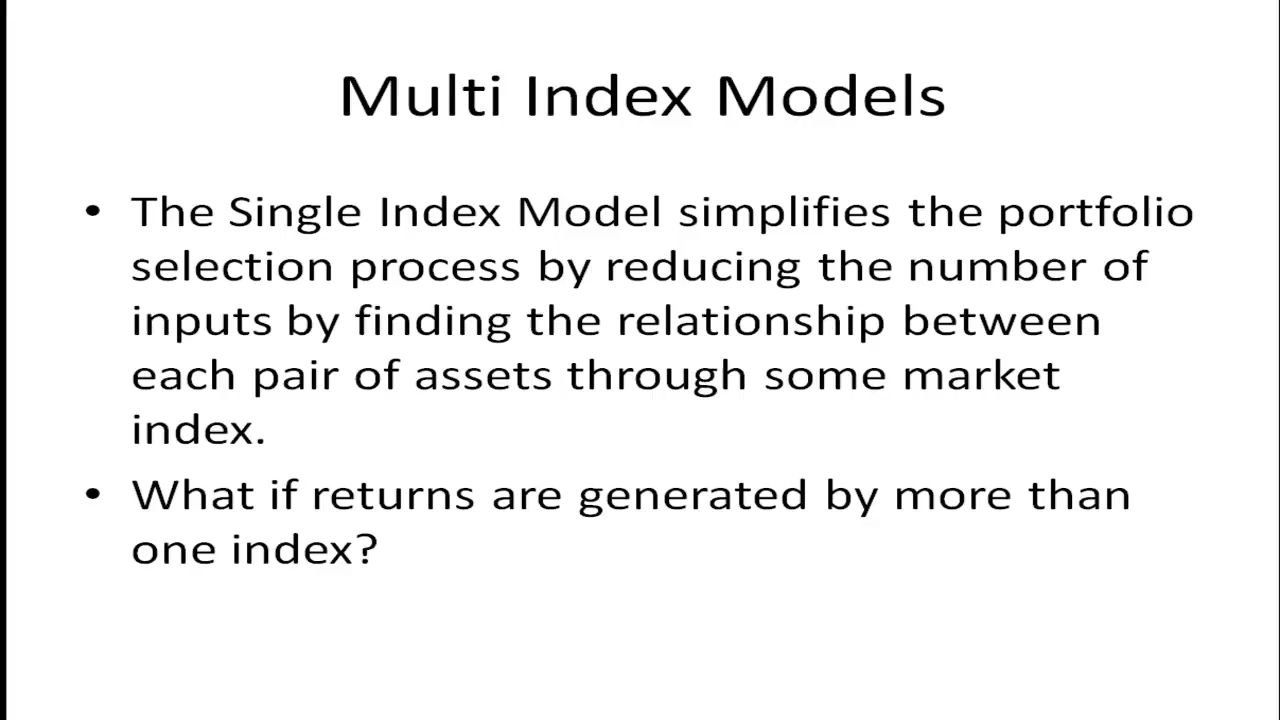 Multi Index Models
• The Single Index Model simplifies the portfolio
selection process by reducing the number of
inputs by finding the relationship between
each pair of assets through some market
index.
• What if returns are generated by more than
one index?